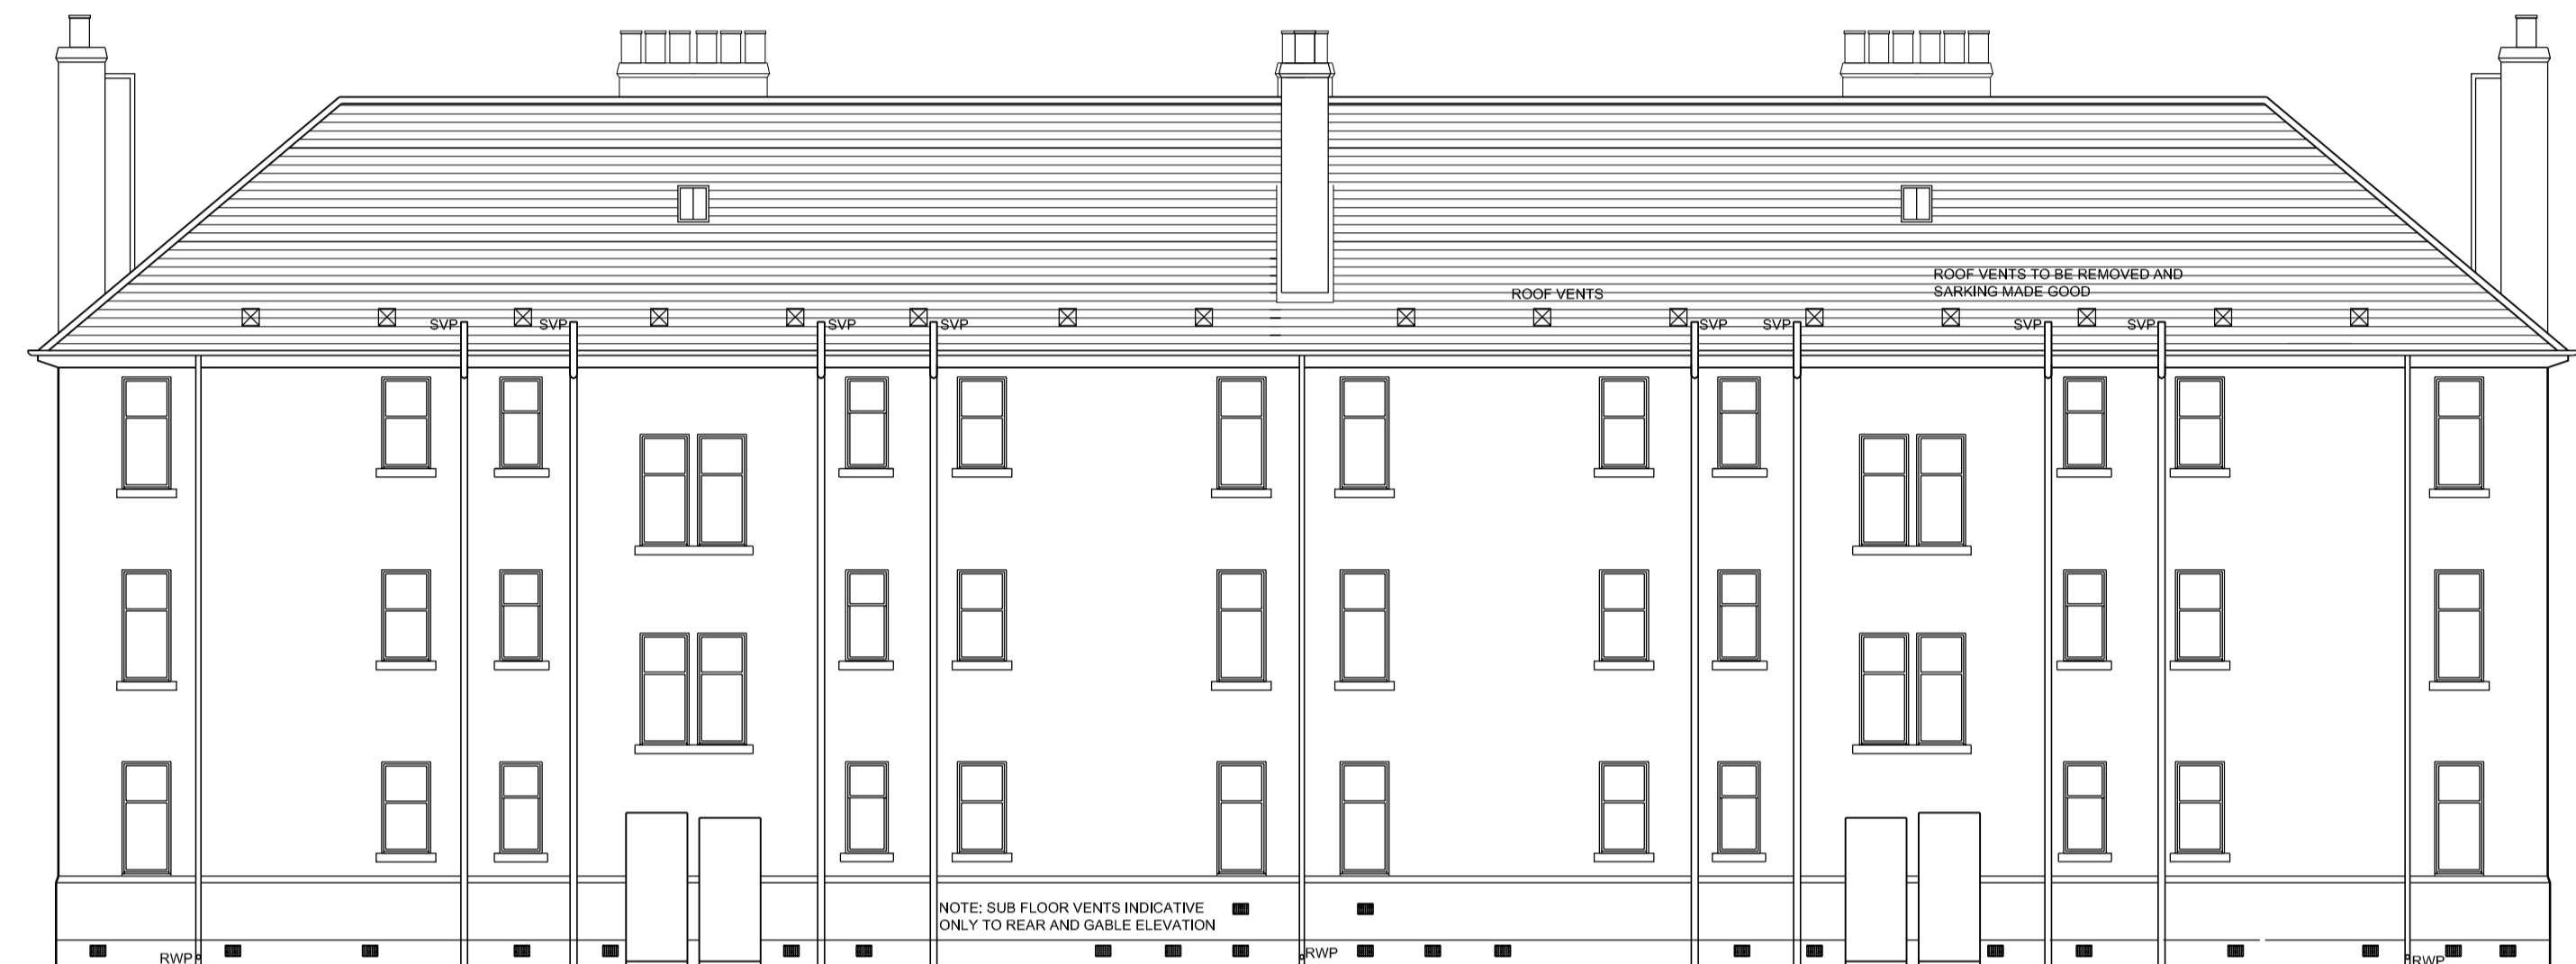 ROOF VENTS TO BE REMOVED AND
SARKING MADE GOOD
ROOF VENTS
SVP
SVP
SVP
SVP
SVP
SVP
SVP
SVP
NOTE: SUB FLOOR VENTS INDICATIVE
ONLY TO REAR AND GABLE ELEVATION
RWP
RWP
RWP